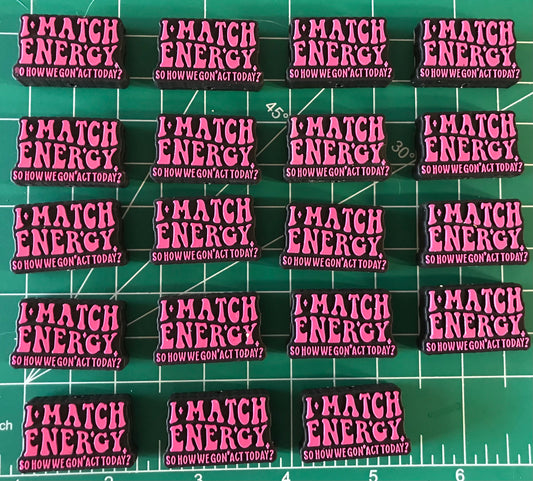 I MATCH
ENERGY.
O HOW WE GON' ACT TODAY?
I MATCH
ENERGY.
SO HOW WE GON' ACT TODAY?
I MATCH
ENERGY.
SO HOW WE GON' ACT TODAY?
I MATCH
ENERGY.
SO HOW WE GON' ACT TODAY?
45°
30°
I MATCH
ENERGY.
SO HOW WE GON' ACT TODAY?
I MATCH
ENERGY.
SO HOW WE GON' ACT TODAY?
I MATCH
ENERGY.
SO HOW WE GON' ACT TODAY?
I MATCH
ENERGY.
SO HOW WE GON' ACT TODAY?
I MATCH
ENERGY.
SO HOW WE GON' ACT TODAY?
I MATCH
ENERGY.
SO HOW WE GON' ACT TODAY?
I MATCH
ENERGY.
SO HOW WE GON' ACT TODAY?
I MATCH
ENERGY.
SO HOW WE GON' ACT TODAY?
I MATCH
ENERGY.
SO HOW WE GON' ACT TODAY?
I MATCH
ENERGY.
SO HOW WE GON' ACT TODAY?
I MATCH
ENERGY.
SO HOW WE GON' ACT TODAY?
I MATCH
ENERGY.
SO HOW WE GON' ACT TODAY?
I MATCH
ENERGY.
SO HOW WE GON' ACT TODAY?
I MATCH
ENERGY.
SO HOW WE GON' ACT TODAY?
I MATCH
ENERGY.
SO HOW WE GON' ACT TODAY?
nch
1 2 3 4 5 6